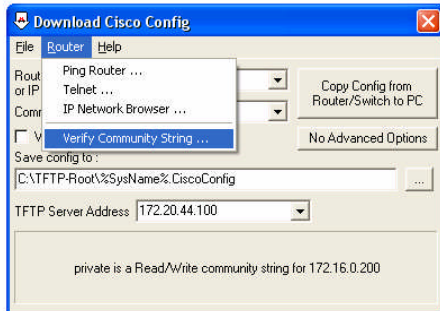 Download Cisco Config
File Router Help
Ping Router ...
Telnet ...
IP Network Browser ...
Verify Community String ...
Rout
or IP
Comr
V
Copy Config from
Router/Switch to PC
No Advanced Options
Save config to :
C:\TFTP-Root\%SysName%.CiscoConfig
...
TFTP Server Address 172.20.44.100
private is a Read/Write community string for 172.16.0.200